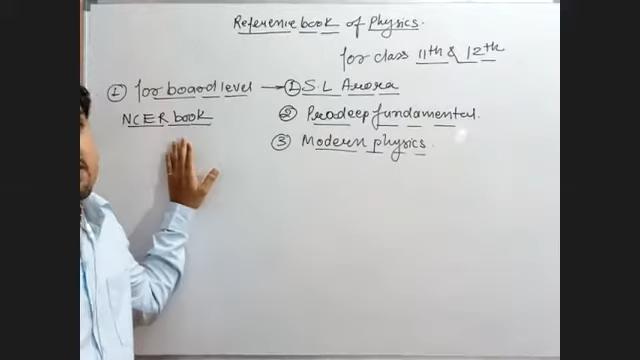 Reference book of Physics.
for class 11th & 12th
① for board level → ① S.L Arora
NCER book
② Pradeep fundamental.
③ Modern physics